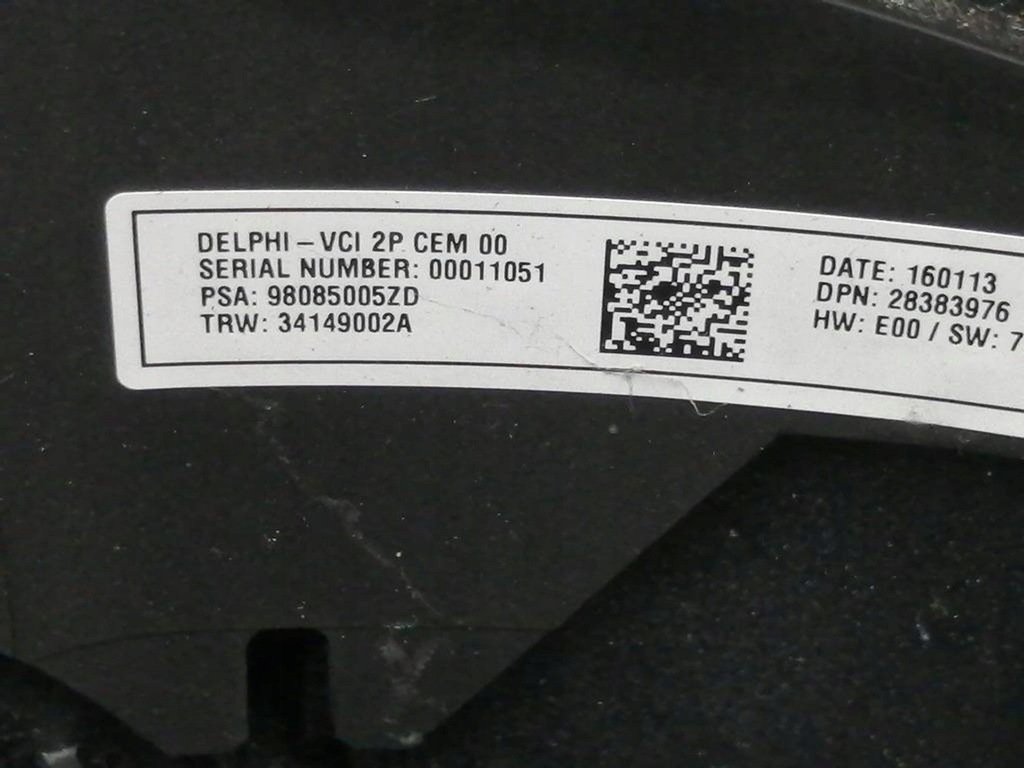 DELPHI – VCI 2P CEM 00
SERIAL NUMBER: 00011051
PSA: 98085005ZD
TRW: 34149002A
DATE: 160113
DPN: 28383976
HW: E00 / SW: 7